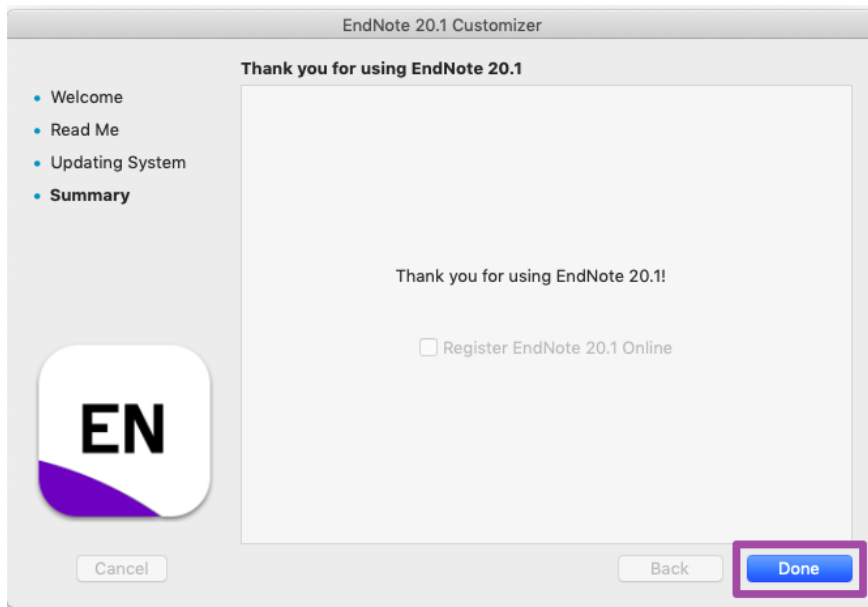 EndNote 20.1 Customizer
Thank you for using EndNote 20.1
Welcome
Read Me
Updating System
Summary
Thank you for using EndNote 20.1!
Register EndNote 20.1 Online
EN
Cancel
Back
Done